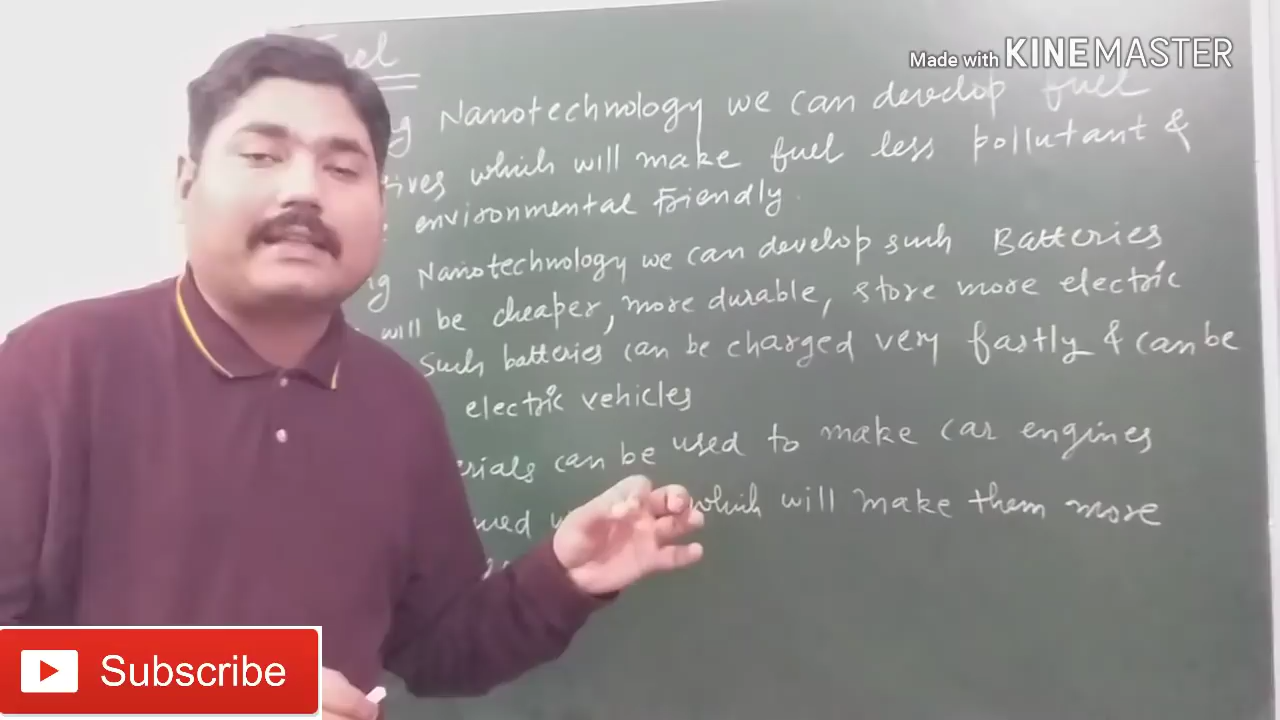 Made with KINEMASTER
Fuel
Nanotechnology we can develop fuel
which will make fuel less pollutant &
environmental Friendly.
Nanotechnology we can develop such Batteries
will be cheaper, more durable, store more electric
Such batteries can be charged very fastly & can be
electric vehicles
can be used to make car engines
which will make them more
Subscribe